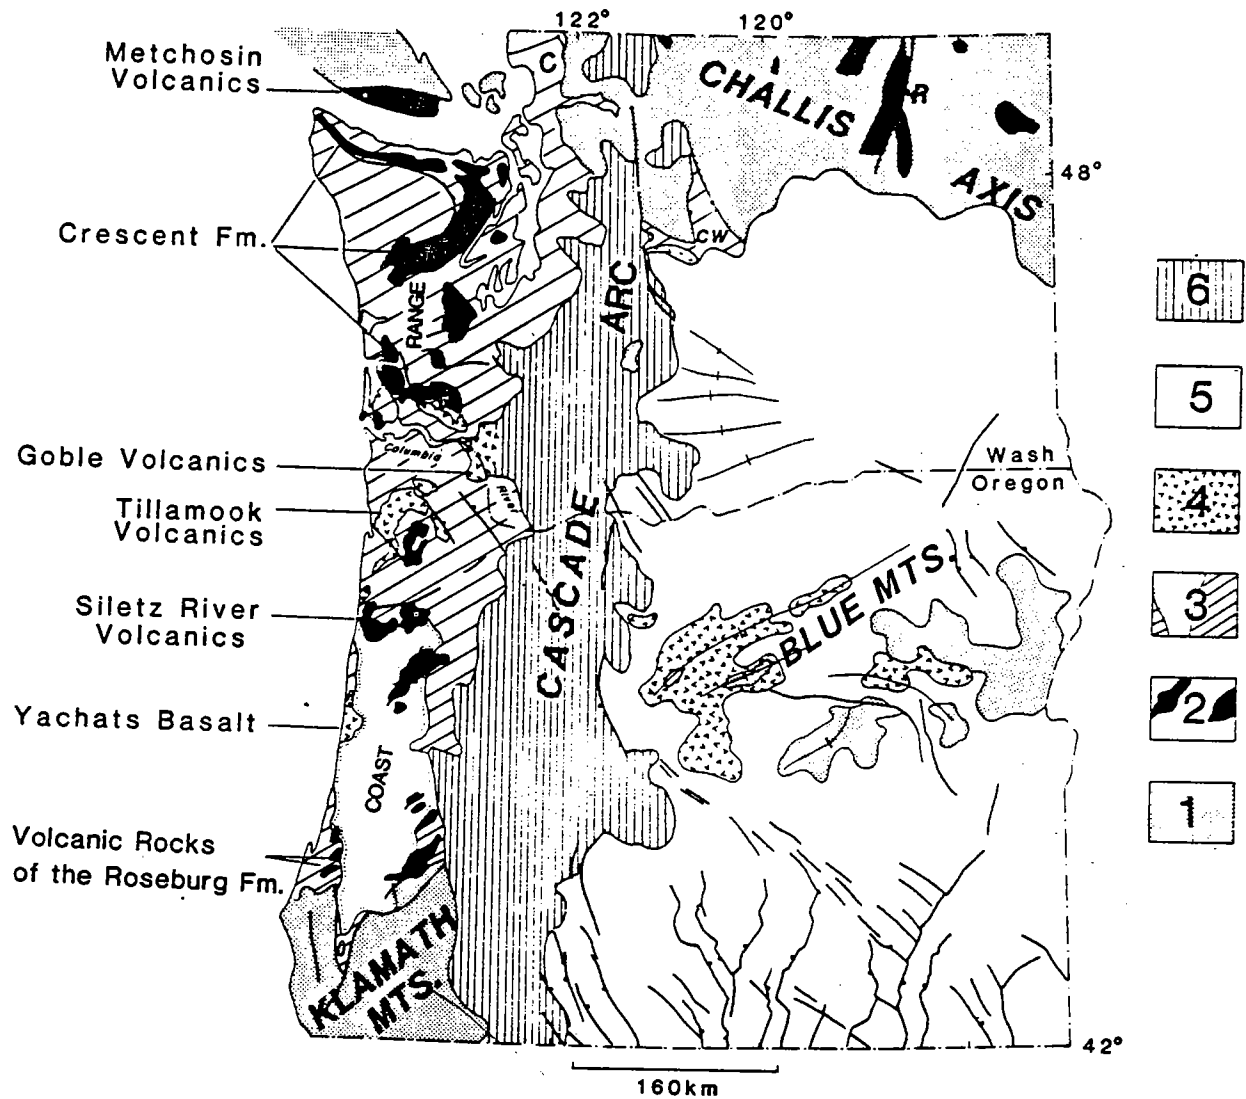 122°
120°
Metchosin
Volcanics
C
CHALLIS
R
AXIS
48°
Crescent Fm.
CW
ARC
RANGE
6
5
Goble Volcanics
Columbia
River
Wash
Oregon
Tillamook
Volcanics
4
CASCADE
BLUE MTS.
Siletz River
Volcanics
3
Yachats Basalt
2
COAST
1
Volcanic Rocks
of the Roseburg Fm.
KLAMATH
MTS.
42°
160km